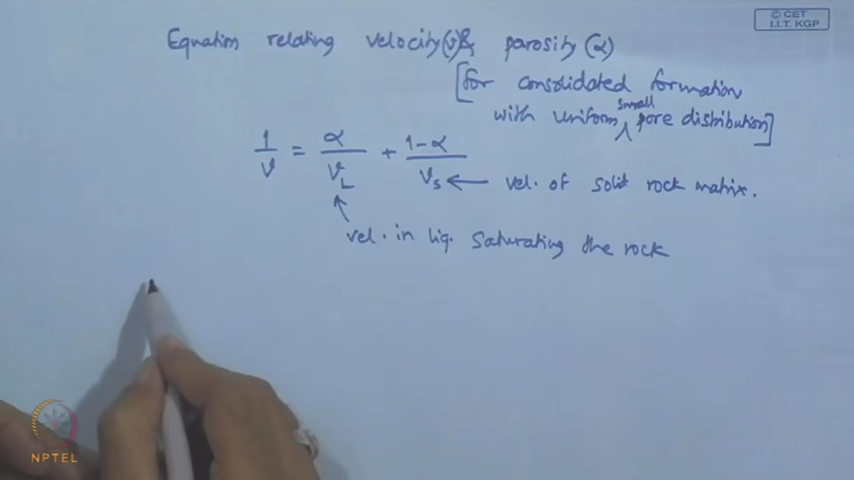 © CET
I.I.T. KGP
Equation relating velocity (v) & porosity (α)
[for consolidated formation
with uniform small pore distribution]
1/v = α/v_L + (1-α)/v_s ← vel. of solid rock matrix.
vel. in liq. saturating the rock
NPTEL